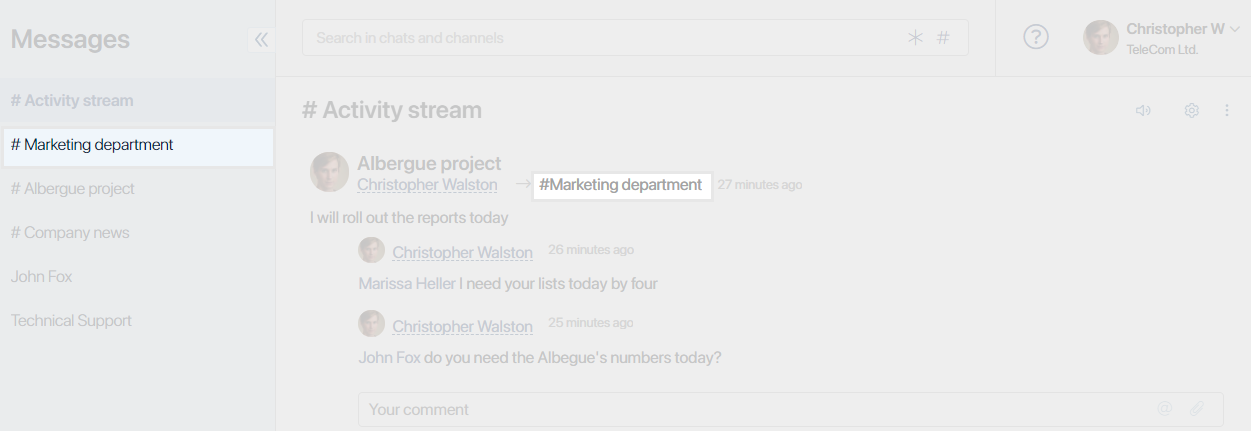 Messages
Search in chats and channels
#
?
Christopher W
TeleCom Ltd.
# Activity stream
# Marketing department
# Albergue project
# Company news
John Fox
Technical Support
# Activity stream
Albergue project
Christopher Walston → #Marketing department 27 minutes ago
I will roll out the reports today
Christopher Walston 26 minutes ago
Marissa Heller I need your lists today by four
Christopher Walston 25 minutes ago
John Fox do you need the Albegue's numbers today?
Your comment @